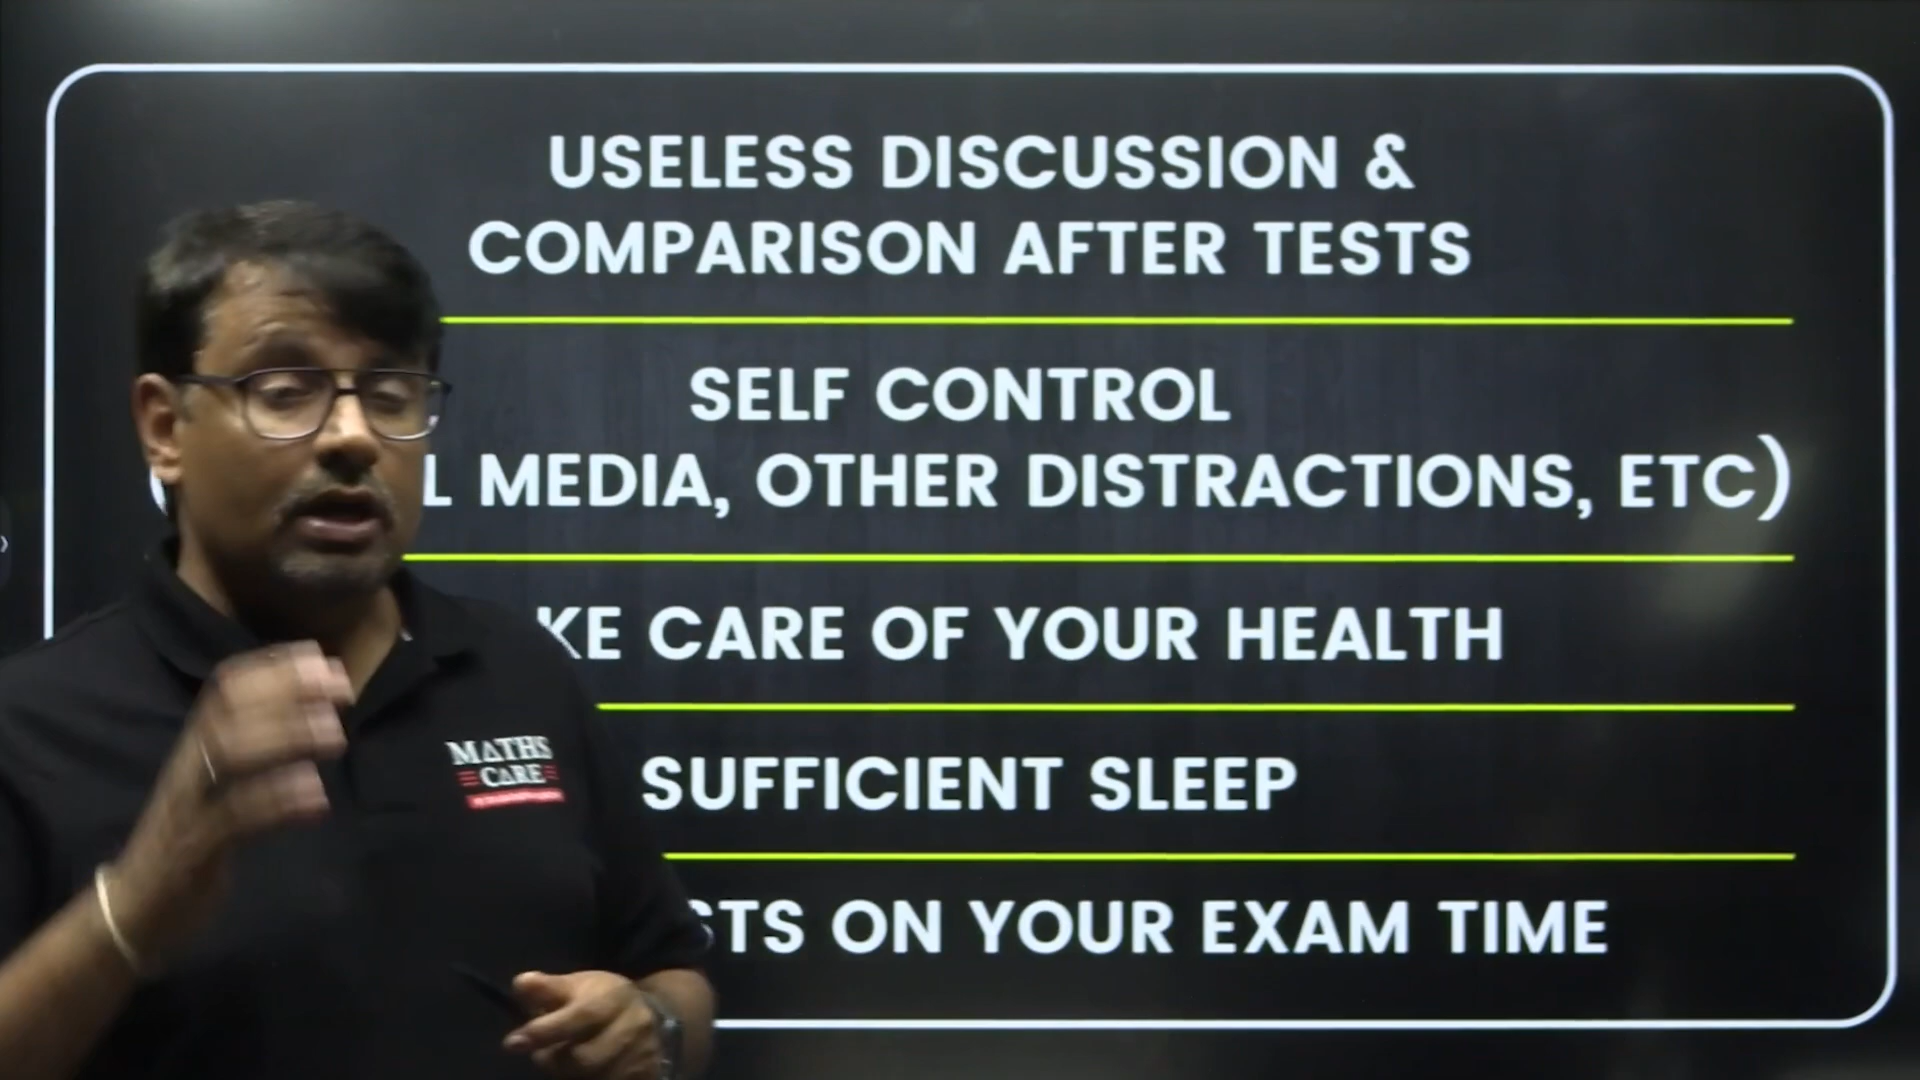 USELESS DISCUSSION &
COMPARISON AFTER TESTS
SELF CONTROL
L MEDIA, OTHER DISTRACTIONS, ETC)
KE CARE OF YOUR HEALTH
SUFFICIENT SLEEP
STS ON YOUR EXAM TIME
MATHS
CARE